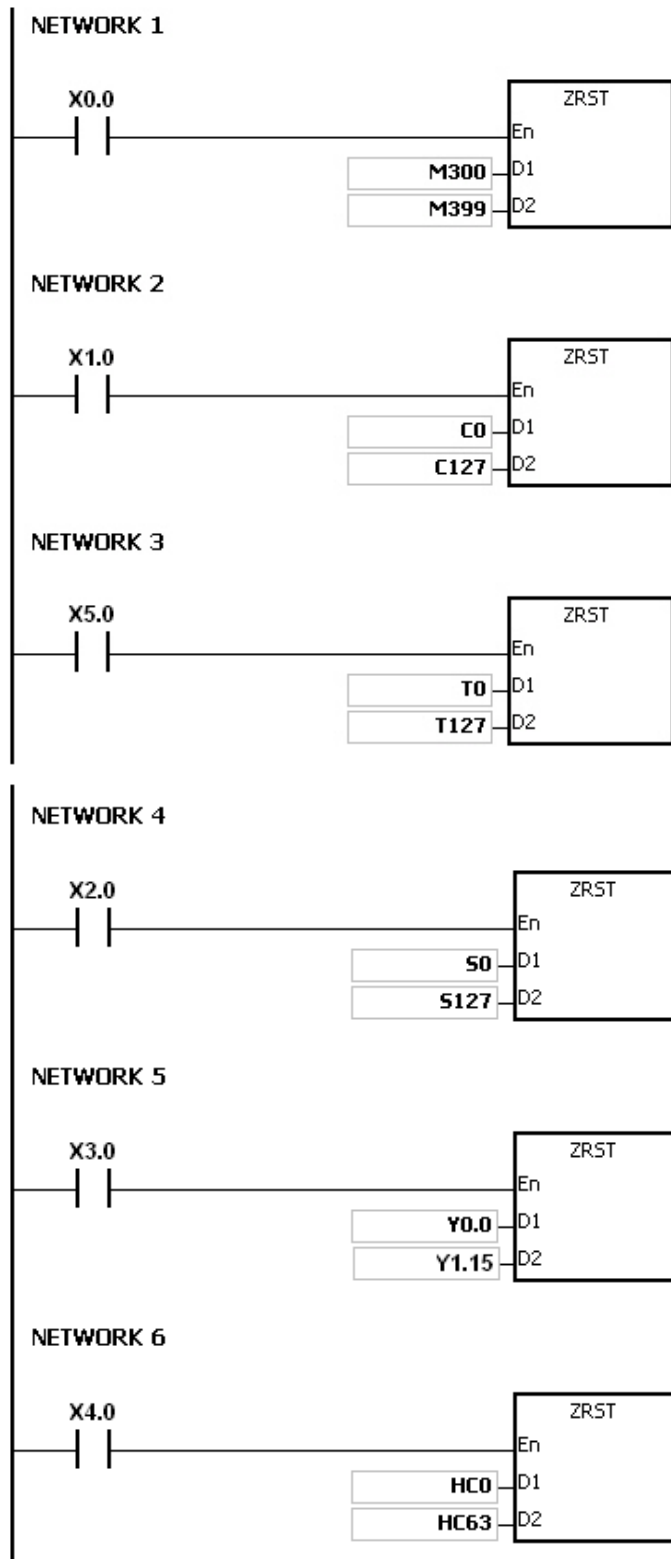 NETWORK 1
X0.0
ZRST
En
M300 D1
M399 D2
NETWORK 2
X1.0
ZRST
En
C0 D1
C127 D2
NETWORK 3
X5.0
ZRST
En
T0 D1
T127 D2
NETWORK 4
X2.0
ZRST
En
S0 D1
S127 D2
NETWORK 5
X3.0
ZRST
En
Y0.0 D1
Y1.15 D2
NETWORK 6
X4.0
ZRST
En
HC0 D1
HC63 D2